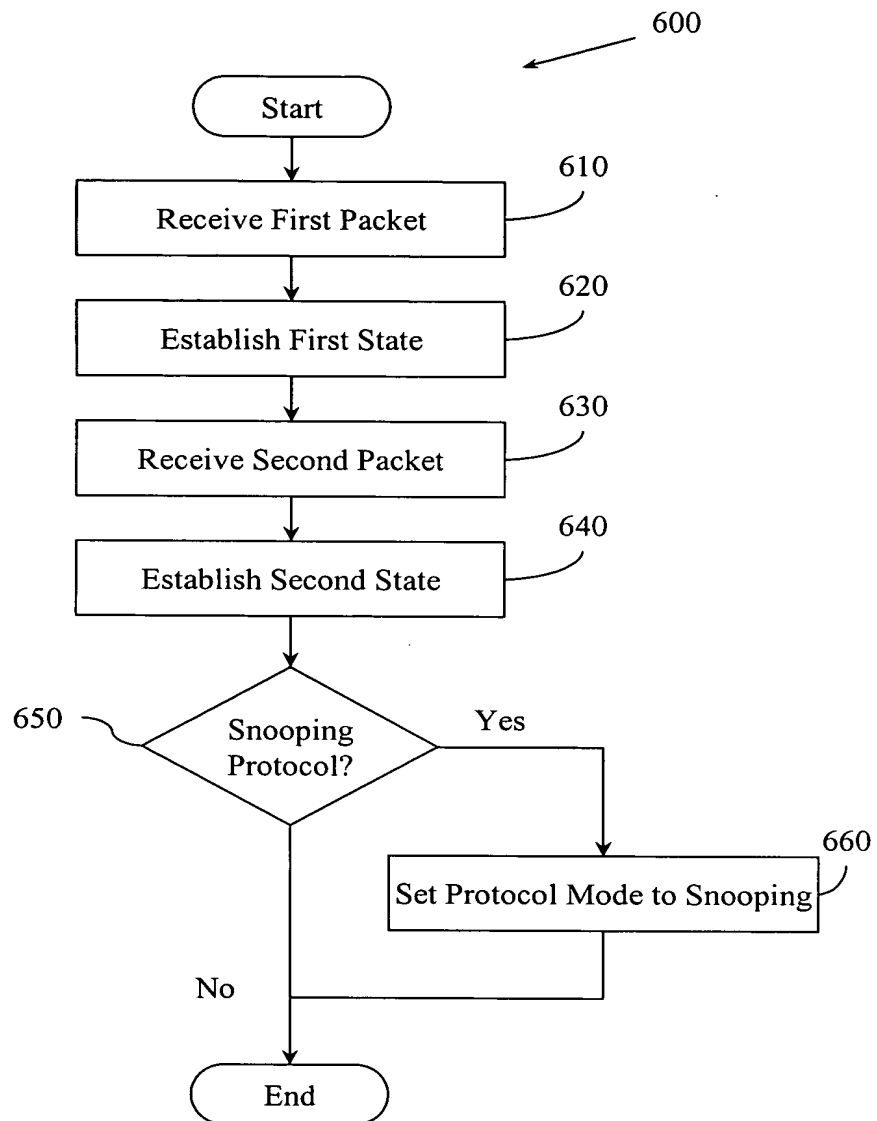 600
Start
610
Receive First Packet
620
Establish First State
630
Receive Second Packet
640
Establish Second State
650
Snooping
Protocol?
Yes
660
Set Protocol Mode to Snooping
No
End